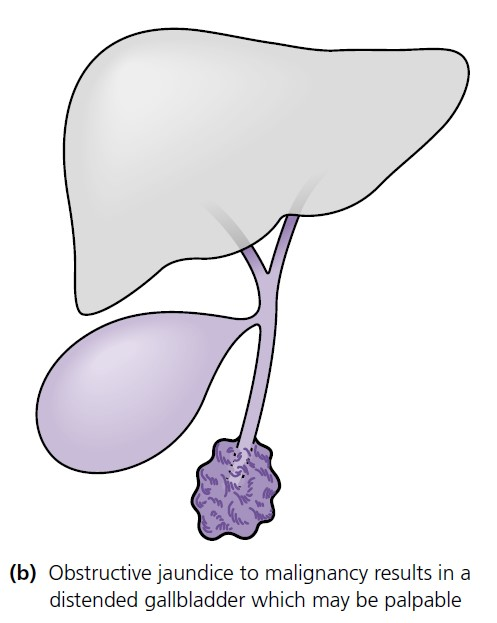 (b) Obstructive jaundice to malignancy results in a
distended gallbladder which may be palpable